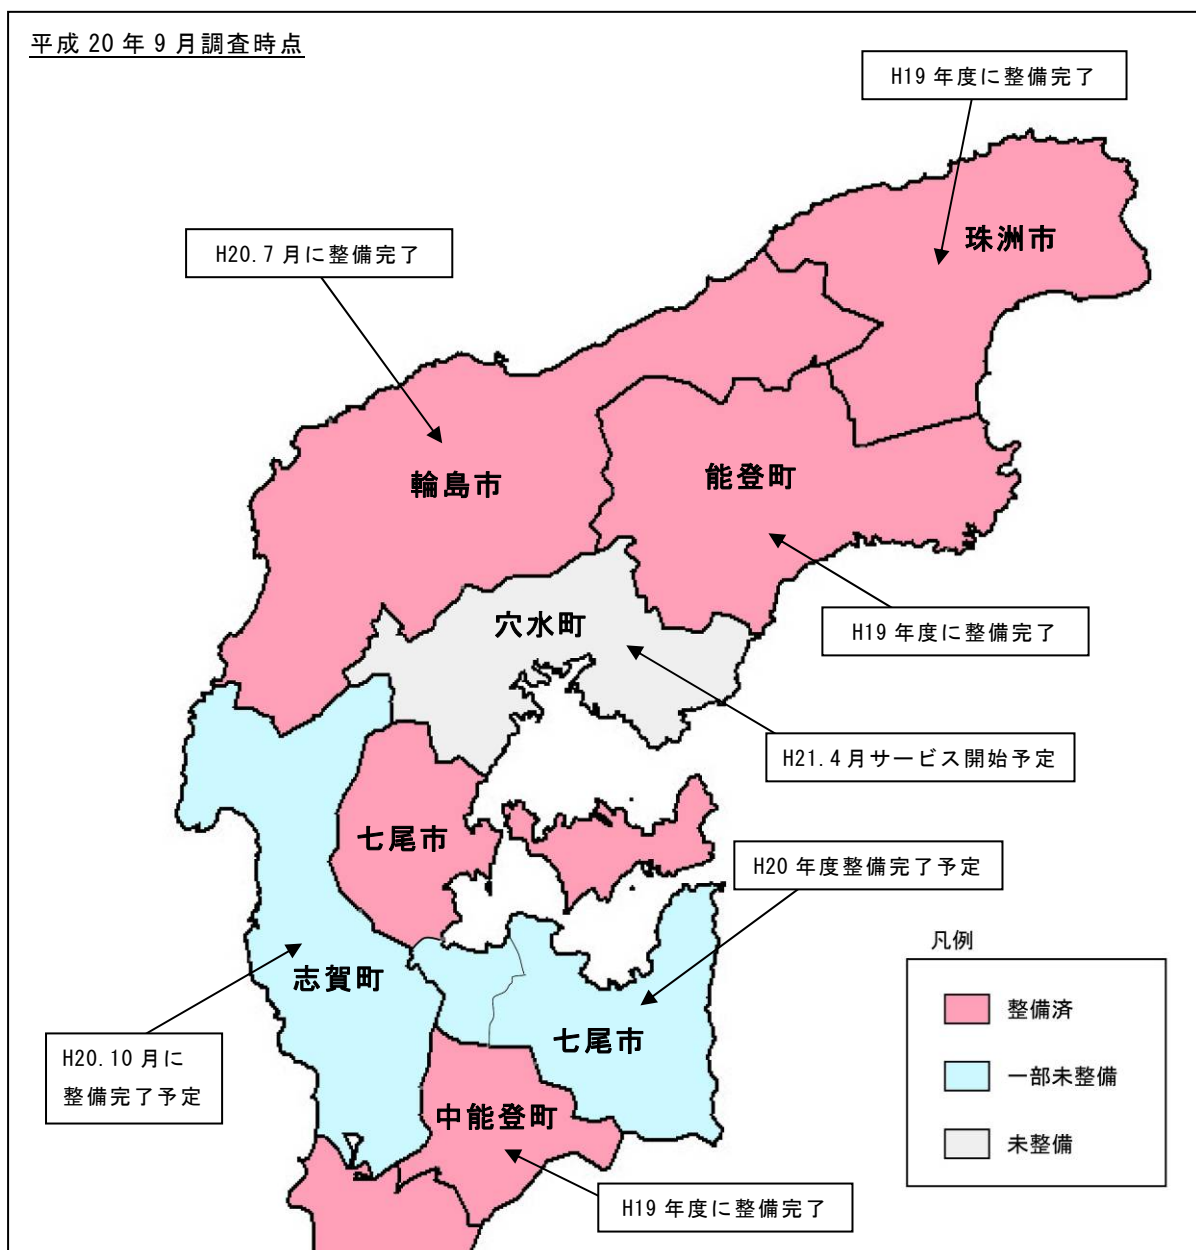 平成20年9月調査時点
H19年度に整備完了
珠洲市
H20.7月に整備完了
能登町
輪島市
穴水町
H19年度に整備完了
H21.4月サービス開始予定
七尾市
H20年度整備完了予定
凡例
志賀町
整備済
七尾市
H20.10月に
整備完了予定
一部未整備
中能登町
未整備
H19年度に整備完了